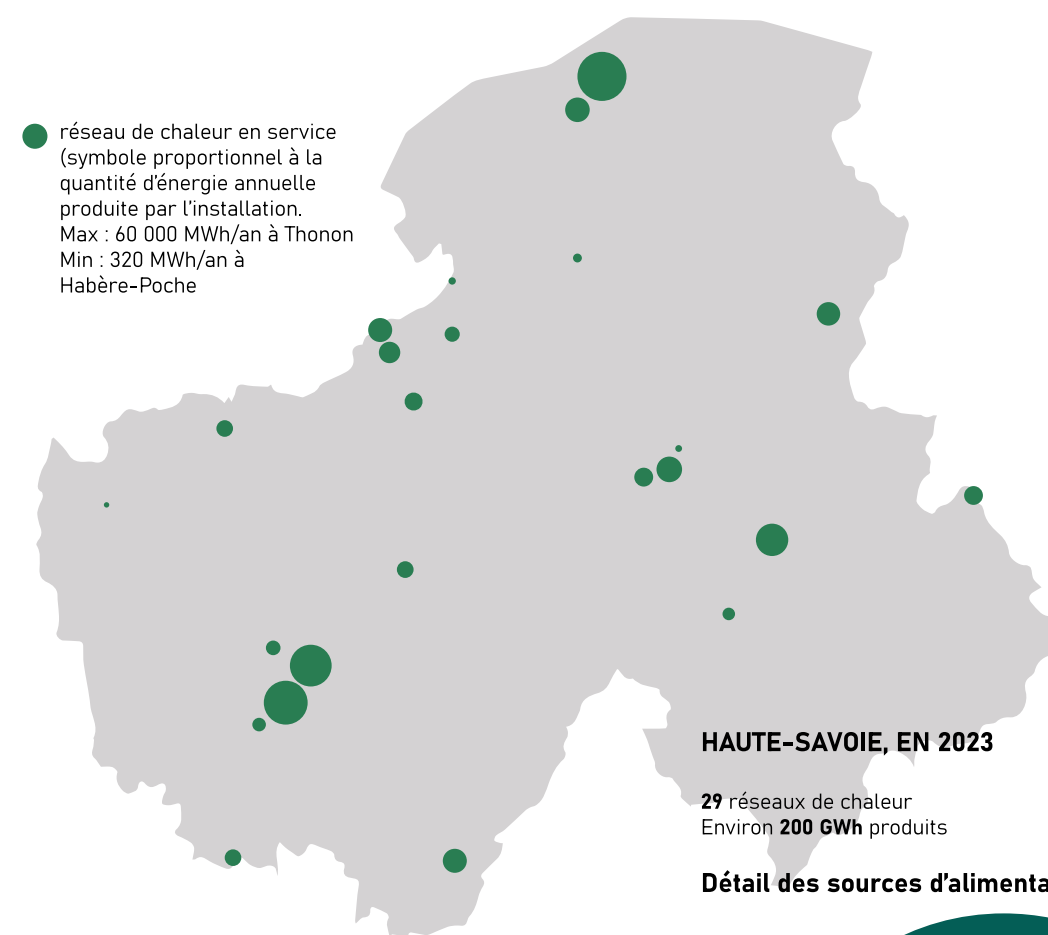 réseau de chaleur en service
(symbole proportionnel à la
quantité d'énergie annuelle
produite par l'installation.
Max : 60 000 MWh/an à Thonon
Min : 320 MWh/an à
Habère-Poche
HAUTE-SAVOIE, EN 2023
29 réseaux de chaleur
Environ 200 GWh produits
Détail des sources d'alimenta